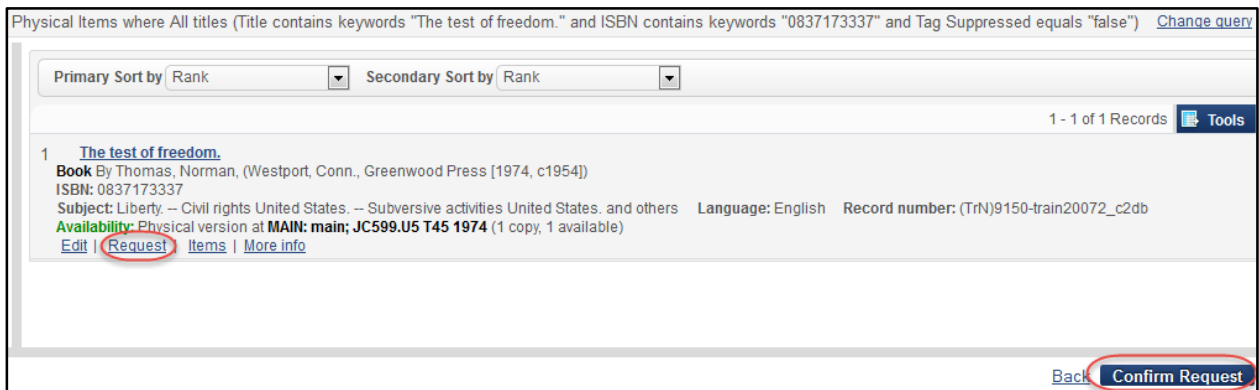 Physical Items where All titles (Title contains keywords "The test of freedom." and ISBN contains keywords "0837173337" and Tag Suppressed equals "false") Change query
Primary Sort by Rank Secondary Sort by Rank
1 - 1 of 1 Records Tools
1 The test of freedom.
Book By Thomas, Norman, (Westport, Conn., Greenwood Press [1974, c1954])
ISBN: 0837173337
Subject: Liberty. -- Civil rights United States. -- Subversive activities United States. and others Language: English Record number: (TrN)9150-train20072_c2db
Availability: Physical version at MAIN: main; JC599.U5 T45 1974 (1 copy, 1 available)
Edit | Request | Items | More info
Back Confirm Request